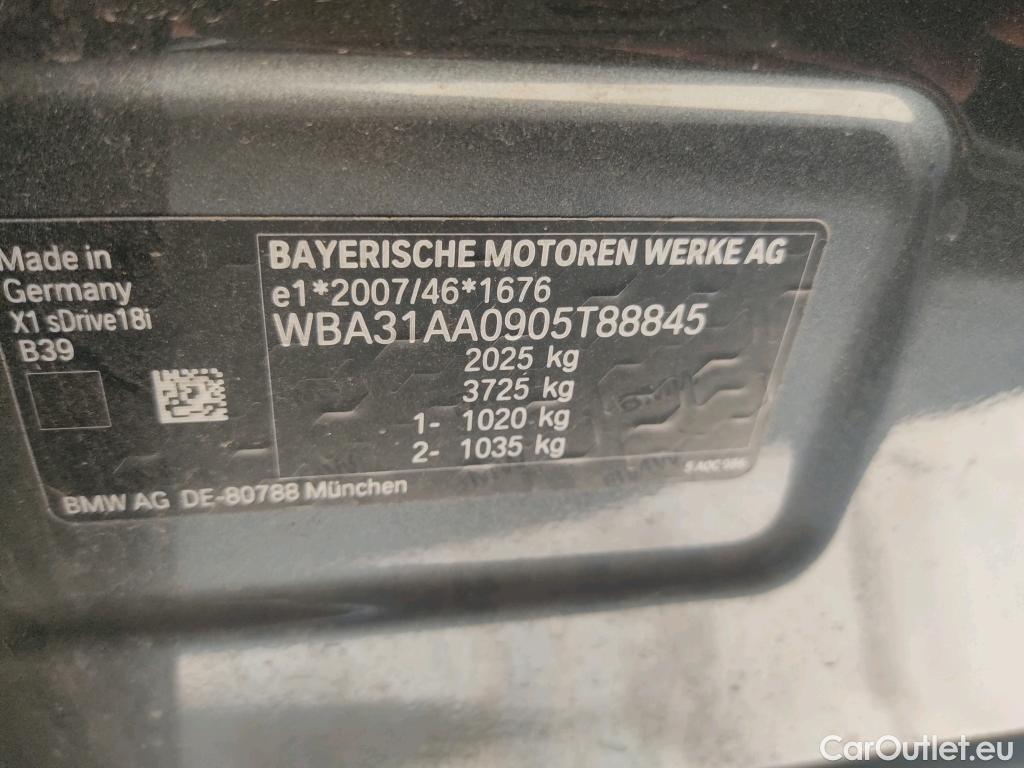 Made in
Germany
X1 sDrive18i
B39
BAYERISCHE MOTOREN WERKE AG
e1*2007/46*1676
WBA31AA0905T88845
2025 kg
3725 kg
1- 1020 kg
2- 1035 kg
BMW AG DE-80788 München
CarOutlet.eu